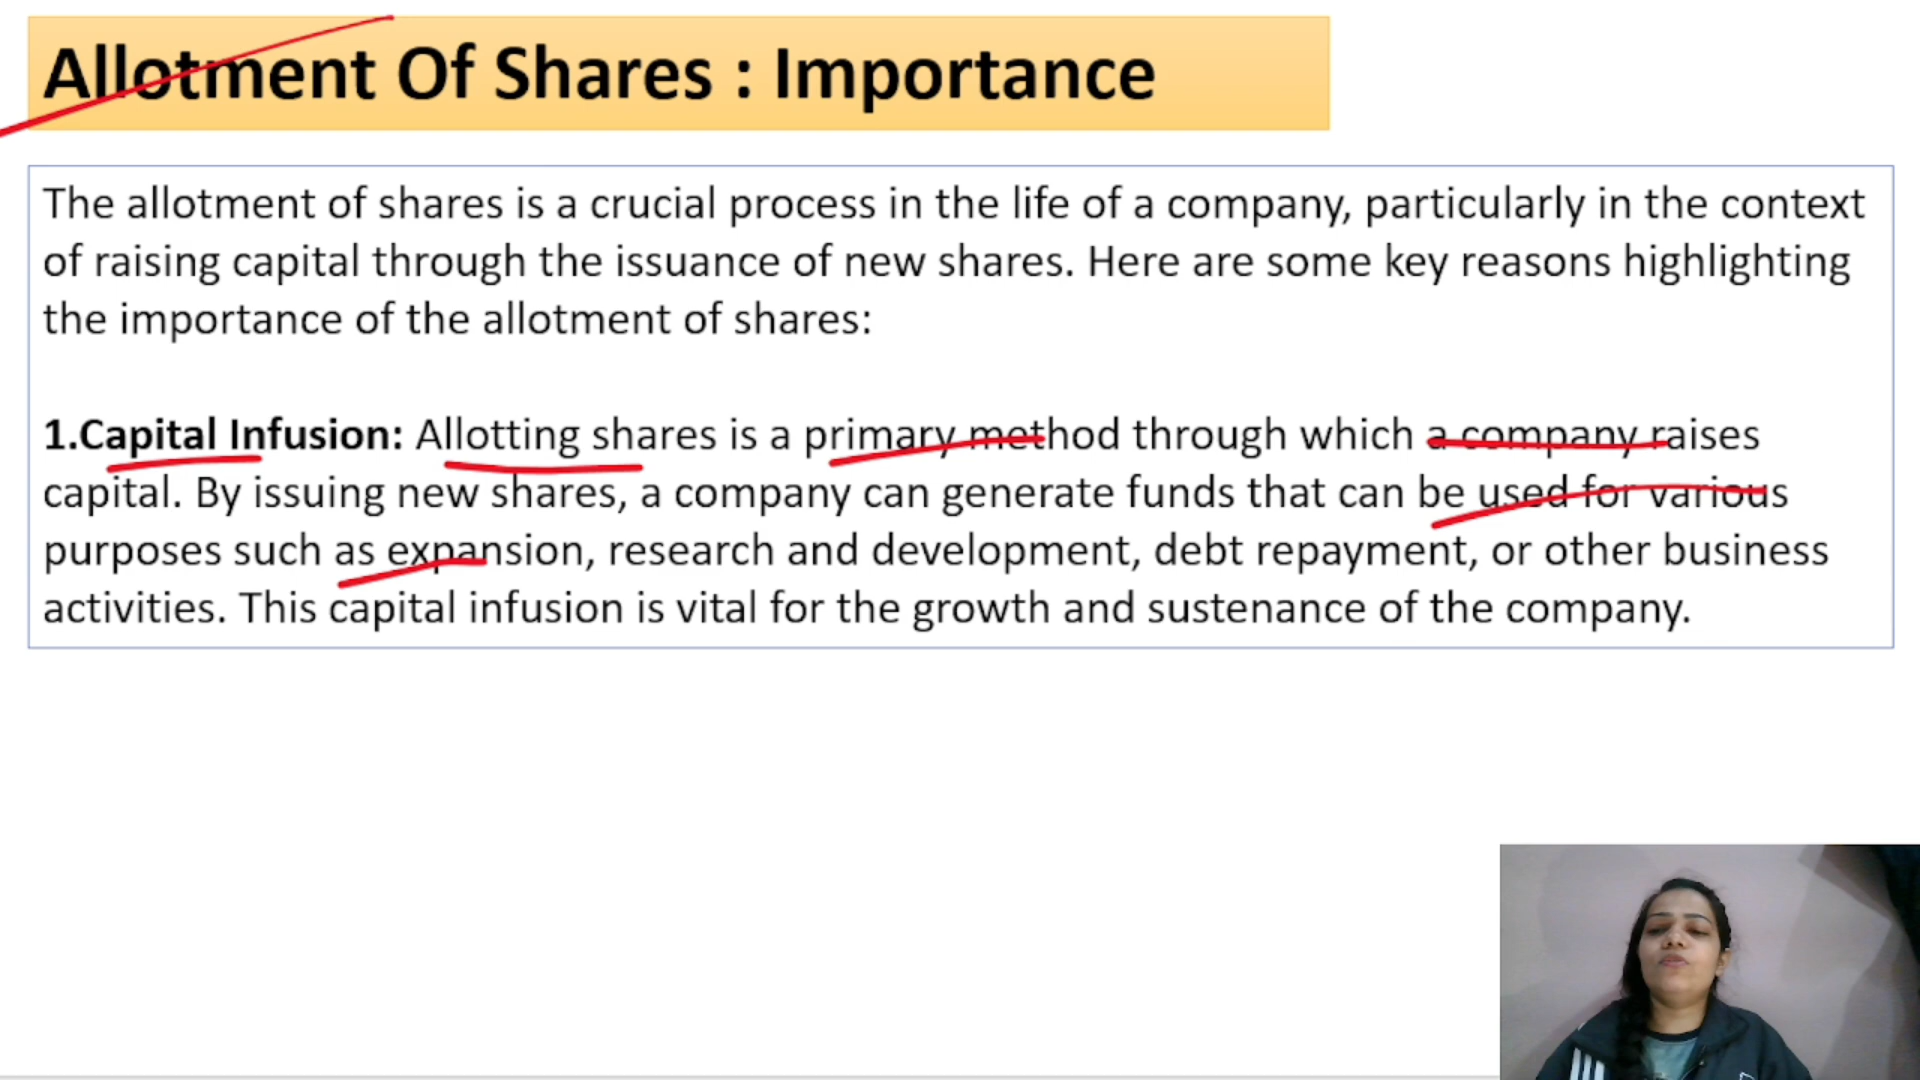 Allotment Of Shares : Importance
The allotment of shares is a crucial process in the life of a company, particularly in the context
of raising capital through the issuance of new shares. Here are some key reasons highlighting
the importance of the allotment of shares:
1.Capital Infusion: Allotting shares is a primary method through which a company raises
capital. By issuing new shares, a company can generate funds that can be used for various
purposes such as expansion, research and development, debt repayment, or other business
activities. This capital infusion is vital for the growth and sustenance of the company.